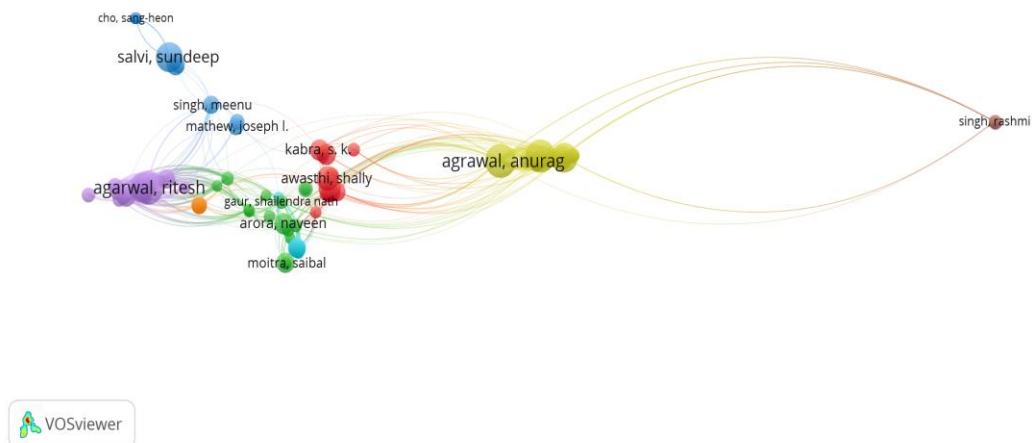 cho, sang-heon
salvi, sundeep
singh, meenu
mathew, joseph l.
singh, rashmi
kabra, s. k.
agrawal, anurag
awasthi, shally
agarwal, ritesh
gaur, shailendra nath
arora, naveen
moitra, saibal
VOSviewer